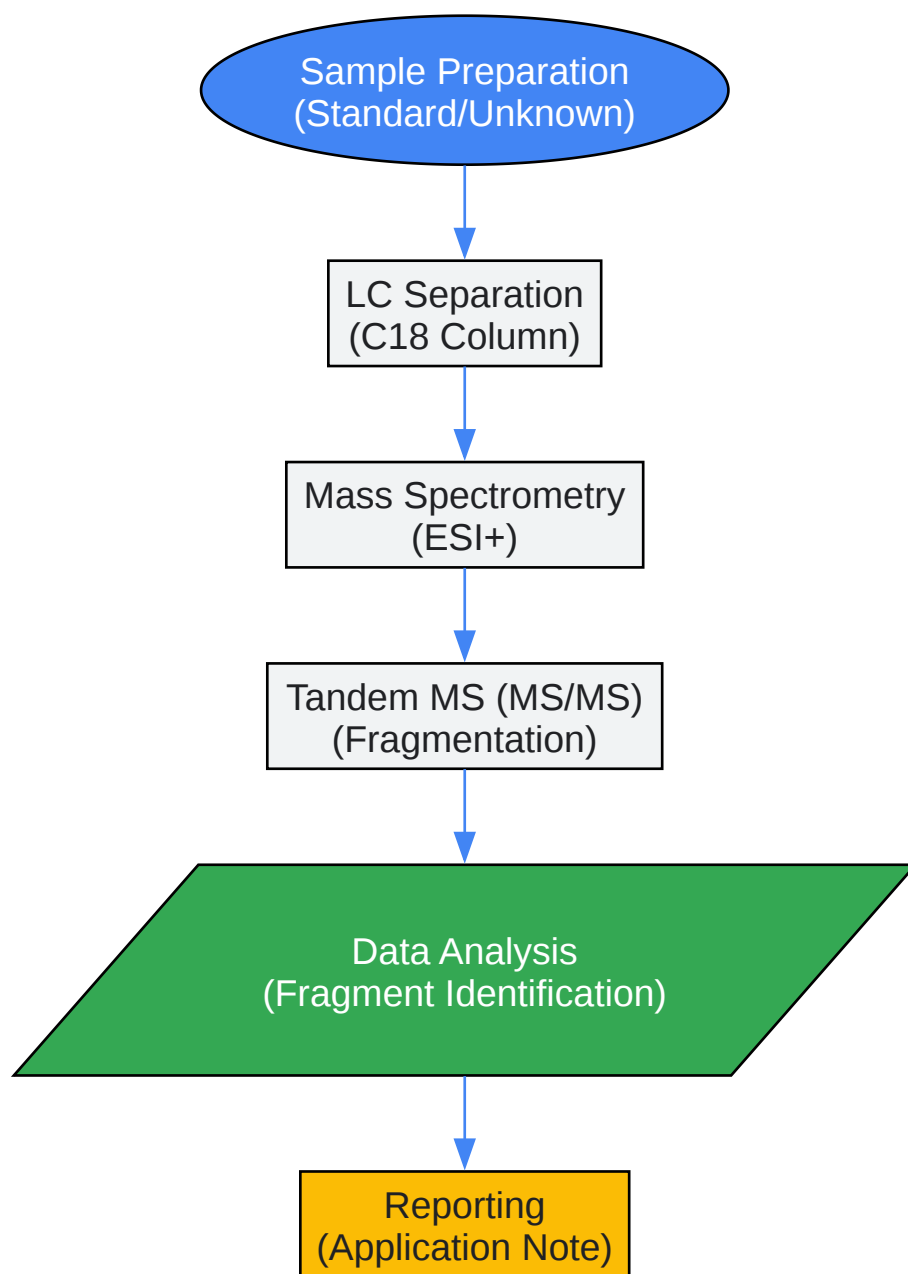 Sample Preparation
(Standard/Unknown)
LC Separation
(C18 Column)
Mass Spectrometry
(ESI+)
Tandem MS (MS/MS)
(Fragmentation)
Data Analysis
(Fragment Identification)
Reporting
(Application Note)